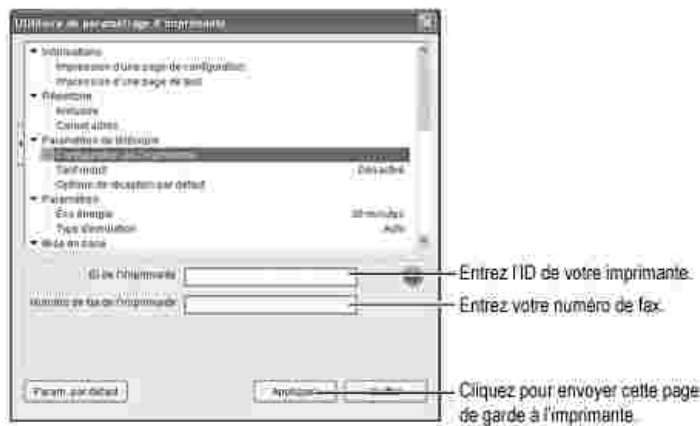 Utilitaire de paramétrage d'imprimante
Informations
Impression d'une page de configuration
Impression d'une page de test
Répertoire
Annuaire
Carnet adres.
Paramètres de télécopie
Tarif réduit Désactivé
Options de réception par défaut
Paramètres
Éco énergie 30 minutes
Type d'émulation Auto
Mise en page
ID de l'imprimante
Entrez l'ID de votre imprimante.
Numéro de fax de l'imprimante
Entrez votre numéro de fax.
Param. par défaut
Appliquer
Cliquez pour envoyer cette page
de garde à l'imprimante.